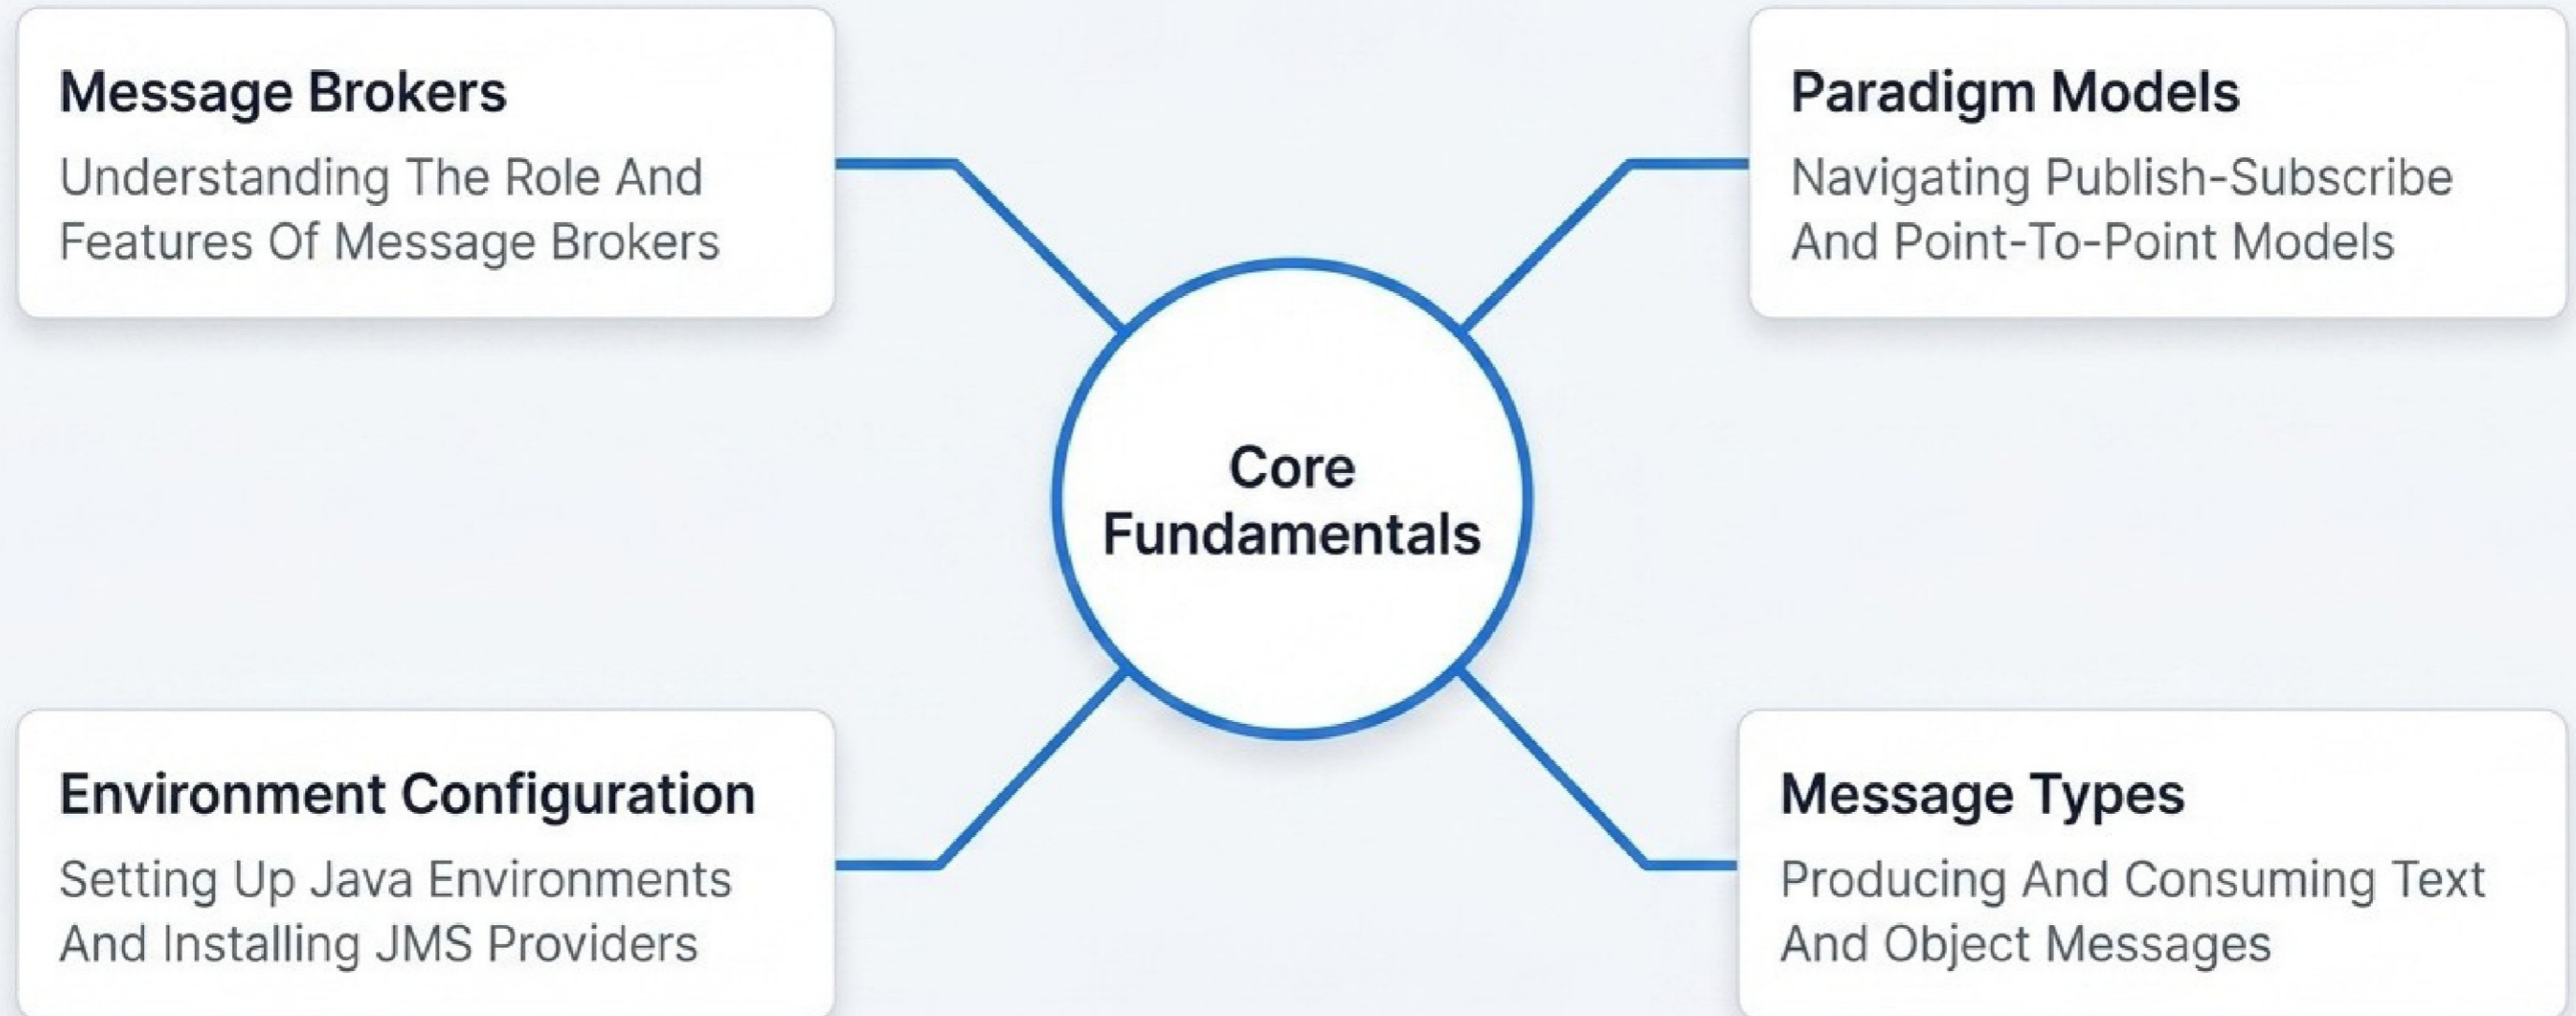 Message Brokers
Understanding The Role And
Features Of Message Brokers
Paradigm Models
Navigating Publish-Subscribe
And Point-To-Point Models
Core
Fundamentals
Environment Configuration
Setting Up Java Environments
And Installing JMS Providers
Message Types
Producing And Consuming Text
And Object Messages